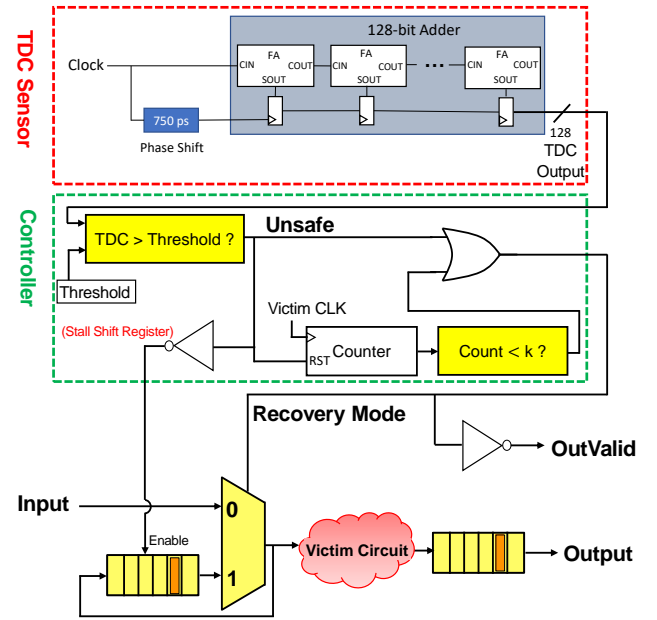 TDC Sensor
128-bit Adder
Clock
FA
CIN
COUT
SOUT
FA
CIN
COUT
SOUT
...
FA
CIN
COUT
SOUT
750 ps
Phase Shift
128
TDC
Output
Controller
TDC > Threshold ?
Unsafe
Threshold
Victim CLK
(Stall Shift Register)
RST
Counter
Count < k ?
Recovery Mode
OutValid
Input
0
Enable
1
Victim Circuit
Output